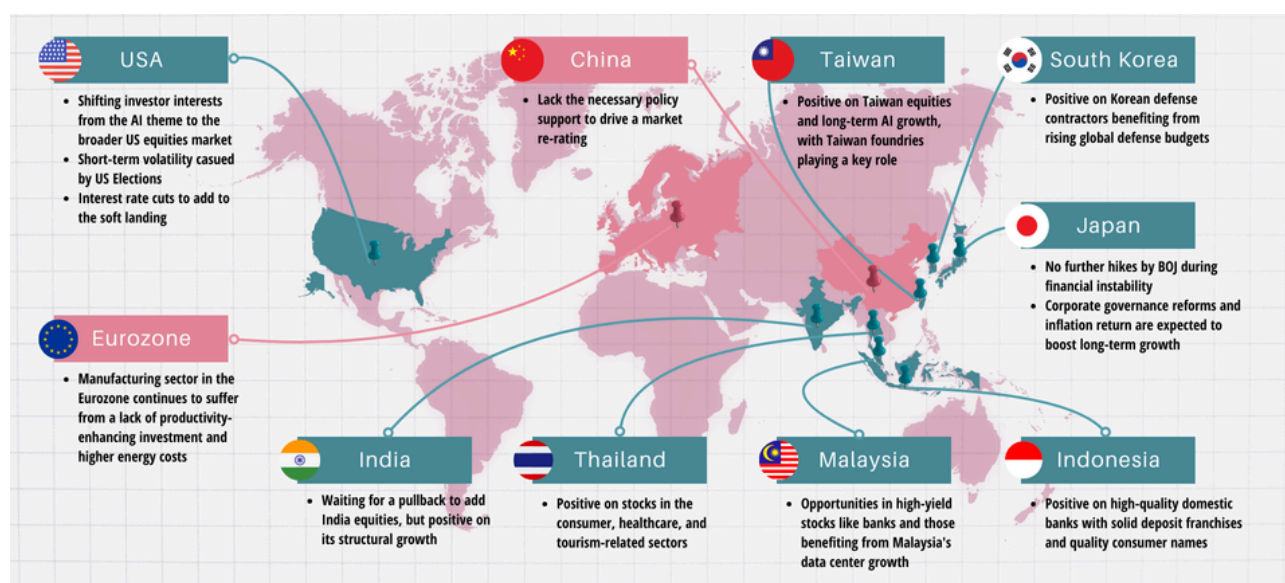 USA
• Shifting investor interests
from the AI theme to the
broader US equities market
• Short-term volatility casued
by US Elections
• Interest rate cuts to add to
the soft landing
China
• Lack the necessary policy
support to drive a market
re-rating
Taiwan
• Positive on Taiwan equities
and long-term AI growth,
with Taiwan foundries
playing a key role
South Korea
• Positive on Korean defense
contractors benefiting from
rising global defense budgets
Japan
• No further hikes by BOJ during
financial instability
• Corporate governance reforms and
inflation return are expected to
boost long-term growth
Eurozone
• Manufacturing sector in the
Eurozone continues to suffer
from a lack of productivity-
enhancing investment and
higher energy costs
India
• Waiting for a pullback to add
India equities, but positive on
its structural growth
Thailand
• Positive on stocks in the
consumer, healthcare, and
tourism-related sectors
Malaysia
• Opportunities in high-yield
stocks like banks and those
benefiting from Malaysia's
data center growth
Indonesia
• Positive on high-quality domestic
banks with solid deposit franchises
and quality consumer names